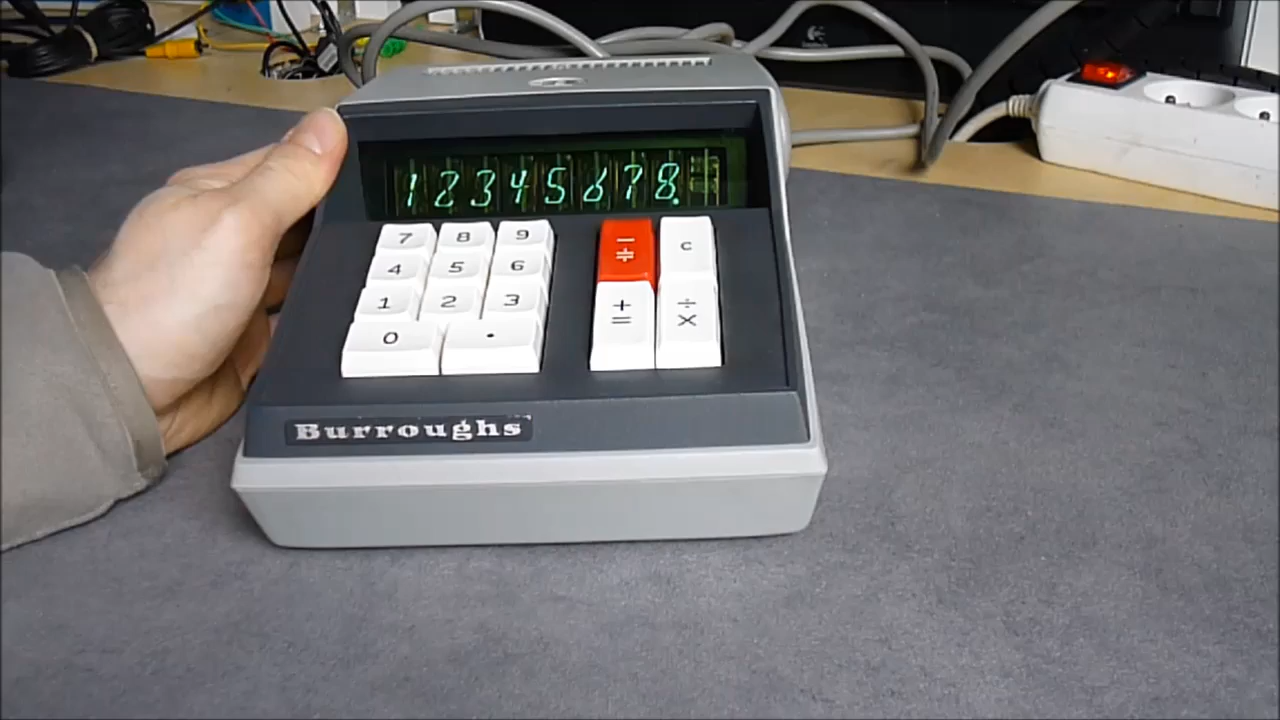 12345678.
7 8 9 - ÷ C
4 5 6
1 2 3 + = ÷ X
0 .
Burroughs